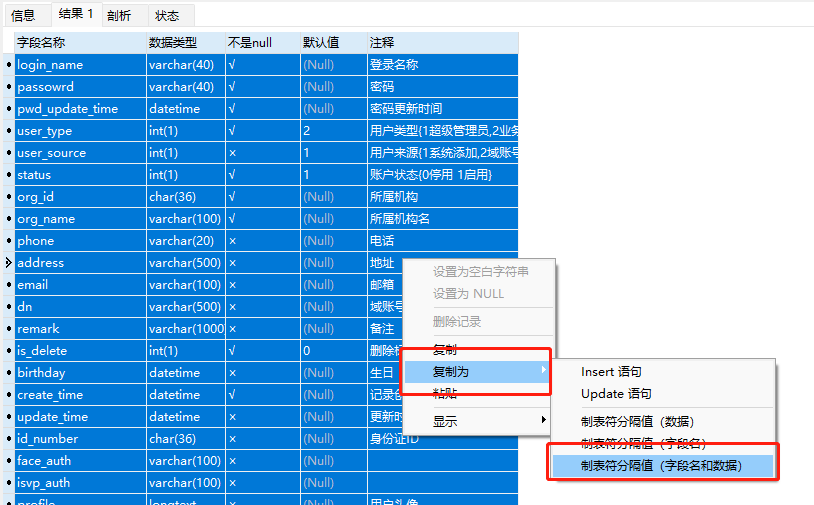 信息 结果 1 剖析 状态
字段名称 数据类型 不是null 默认值 注释
login_name varchar(40) √ (Null) 登录名称
passowrd varchar(40) √ (Null) 密码
pwd_update_time datetime √ (Null) 密码更新时间
user_type int(1) √ 2 用户类型{1超级管理员,2业务
user_source int(1) × 1 用户来源{1系统添加,2域账号
status int(1) √ 1 账户状态{0停用 1启用}
org_id char(36) √ (Null) 所属机构
org_name varchar(100) √ (Null) 所属机构名
phone varchar(20) × (Null) 电话
address varchar(500) × (Null) 地址
email varchar(100) × (Null) 邮箱
dn varchar(500) × (Null) 域账号
remark varchar(1000) × (Null) 备注
is_delete int(1) √ 0 删除
birthday datetime × (Null) 生日
create_time datetime √ (Null) 记录
update_time datetime × (Null) 更新时
id_number char(36) × (Null) 身份证ID
face_auth varchar(100) × (Null)
isvp_auth varchar(100) × (Null)
profile longtext × (Null) 用户头像
设置为空白字符串
设置为 NULL
删除记录
复制
复制为
粘贴
显示
Insert 语句
Update 语句
制表符分隔值（数据）
制表符分隔值（字段名）
制表符分隔值（字段名和数据）